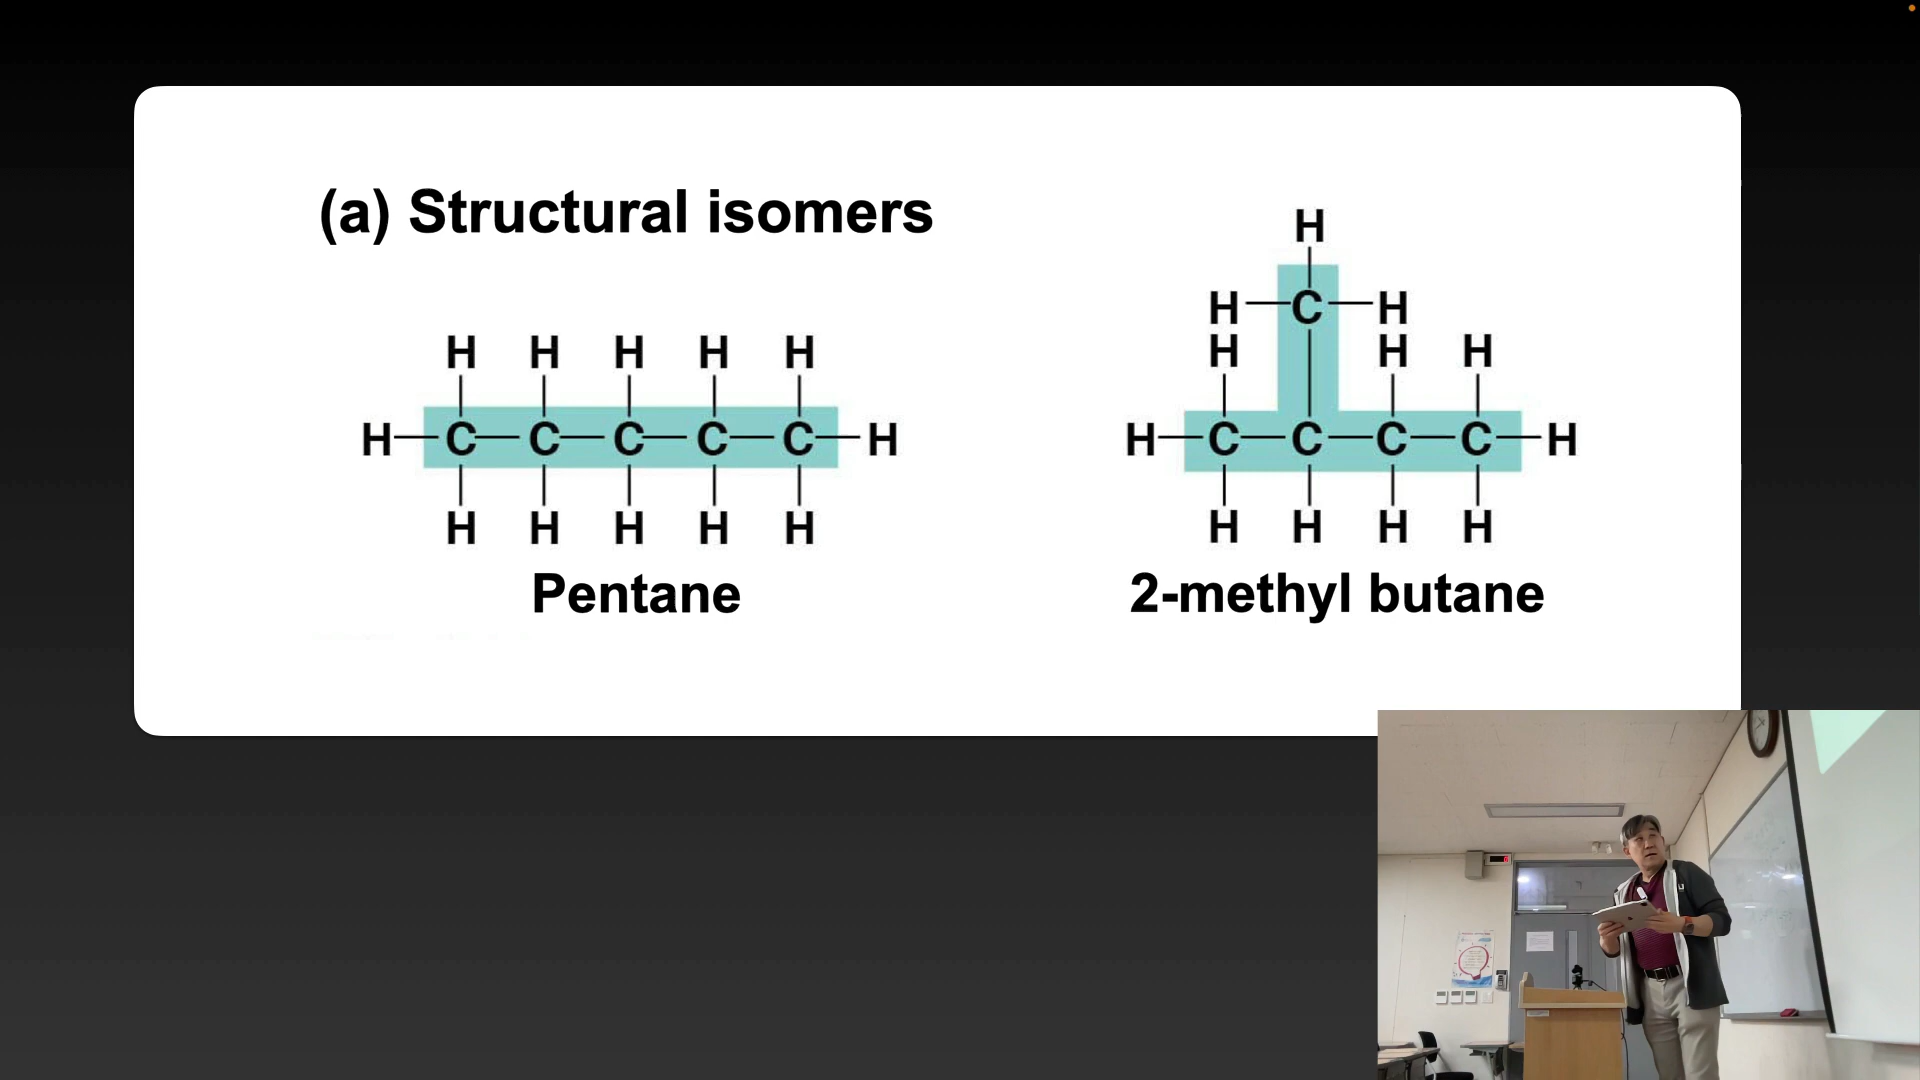 (a) Structural isomers
H
H C H
H H H
H H H H H
H C C C C C H
H C C C C H
H H H H H
H H H H
Pentane
2-methyl butane